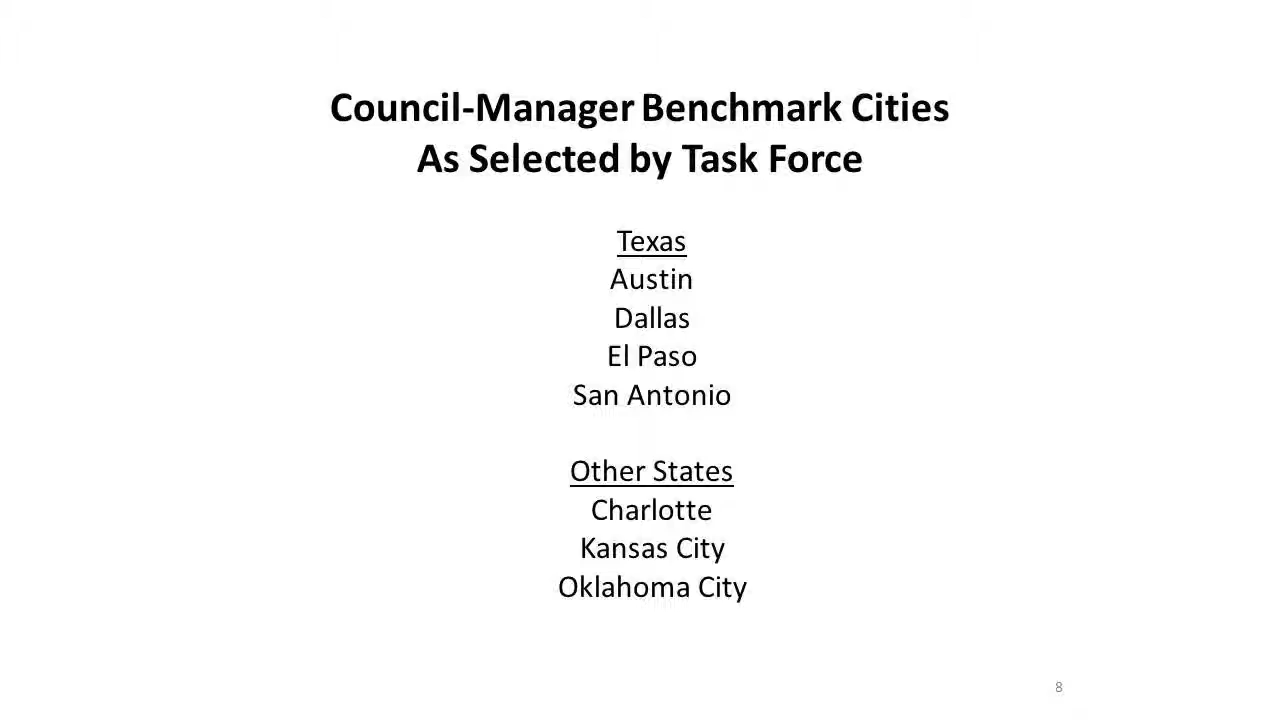 Council-Manager Benchmark Cities
As Selected by Task Force
Texas
Austin
Dallas
El Paso
San Antonio
Other States
Charlotte
Kansas City
Oklahoma City
8